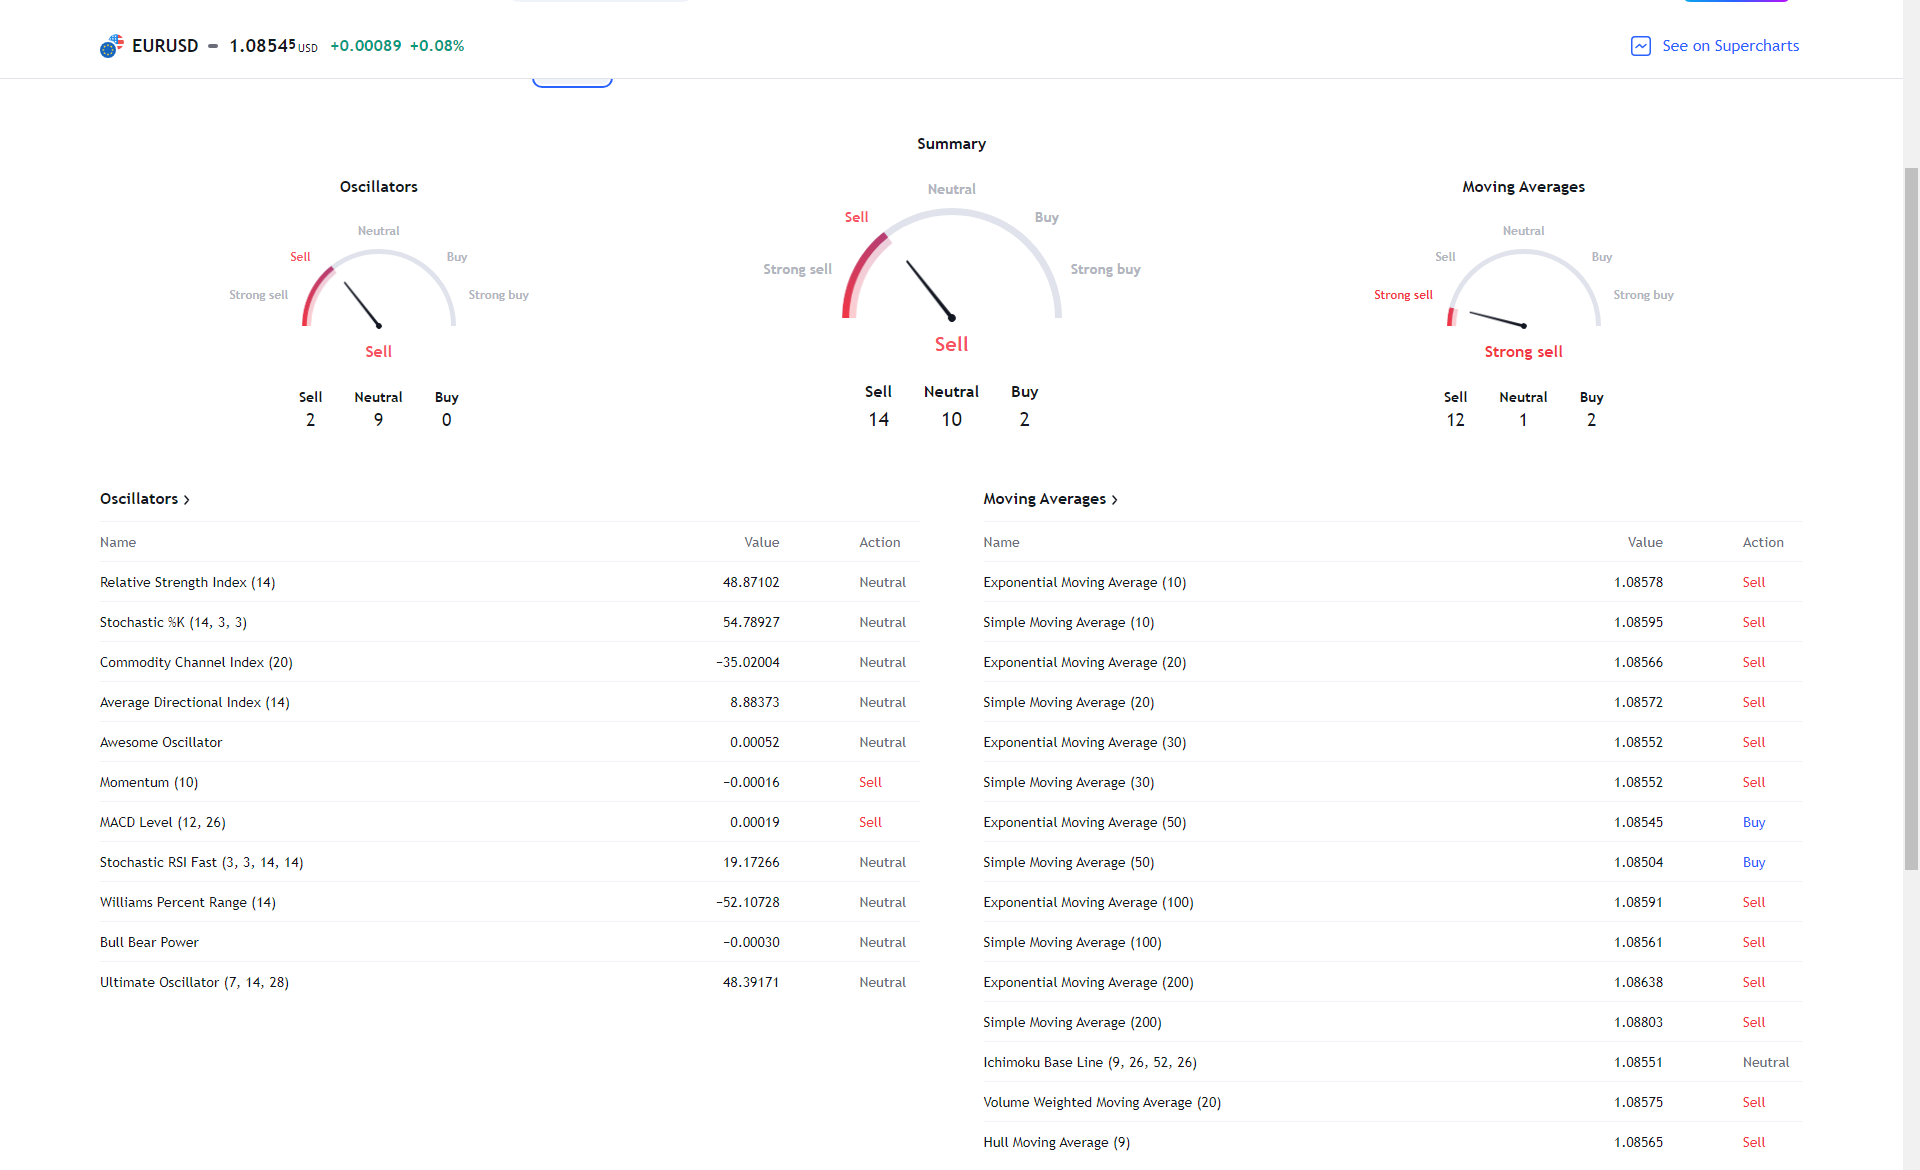 EURUSD 1.08545 USD +0.00089 +0.08%
See on Supercharts
Summary
Neutral
Sell Buy
Strong sell Strong buy
Sell
Sell Neutral Buy
14 10 2
Oscillators
Neutral
Sell Buy
Strong sell Strong buy
Sell
Sell Neutral Buy
2 9 0
Moving Averages
Neutral
Sell Buy
Strong sell Strong buy
Strong sell
Sell Neutral Buy
12 1 2
Oscillators
Name Value Action
Relative Strength Index (14) 48.87102 Neutral
Stochastic %K (14, 3, 3) 54.78927 Neutral
Commodity Channel Index (20) −35.02004 Neutral
Average Directional Index (14) 8.88373 Neutral
Awesome Oscillator 0.00052 Neutral
Momentum (10) −0.00016 Sell
MACD Level (12, 26) 0.00019 Sell
Stochastic RSI Fast (3, 3, 14, 14) 19.17266 Neutral
Williams Percent Range (14) −52.10728 Neutral
Bull Bear Power −0.00030 Neutral
Ultimate Oscillator (7, 14, 28) 48.39171 Neutral
Moving Averages
Name Value Action
Exponential Moving Average (10) 1.08578 Sell
Simple Moving Average (10) 1.08595 Sell
Exponential Moving Average (20) 1.08566 Sell
Simple Moving Average (20) 1.08572 Sell
Exponential Moving Average (30) 1.08552 Sell
Simple Moving Average (30) 1.08552 Sell
Exponential Moving Average (50) 1.08545 Buy
Simple Moving Average (50) 1.08504 Buy
Exponential Moving Average (100) 1.08591 Sell
Simple Moving Average (100) 1.08561 Sell
Exponential Moving Average (200) 1.08638 Sell
Simple Moving Average (200) 1.08803 Sell
Ichimoku Base Line (9, 26, 52, 26) 1.08551 Neutral
Volume Weighted Moving Average (20) 1.08575 Sell
Hull Moving Average (9) 1.08565 Sell